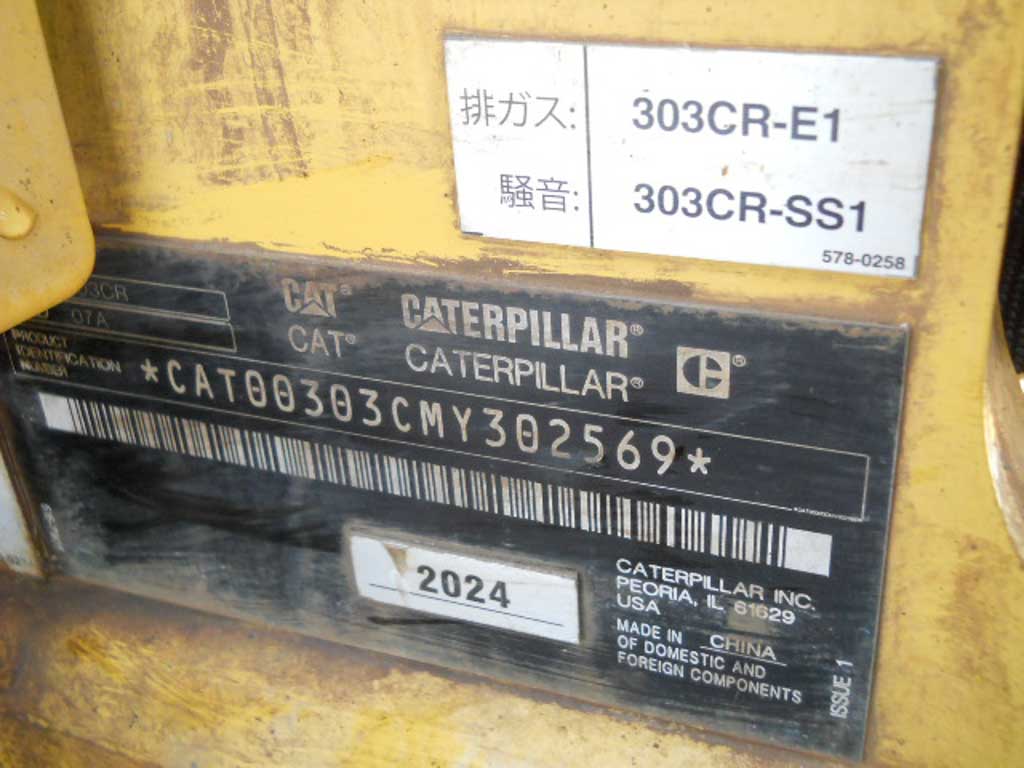 排ガス: 303CR-E1
騒音: 303CR-SS1
578-0258
3CR
07A
CAT® CATERPILLAR®
CAT® CATERPILLAR®
PRODUCT
IDENTIFICATION
NUMBER
*CAT00303CMY302569*
2024
CATERPILLAR INC.
PEORIA, IL 61629
USA
MADE IN CHINA
OF DOMESTIC AND
FOREIGN COMPONENTS
ISSUE 1